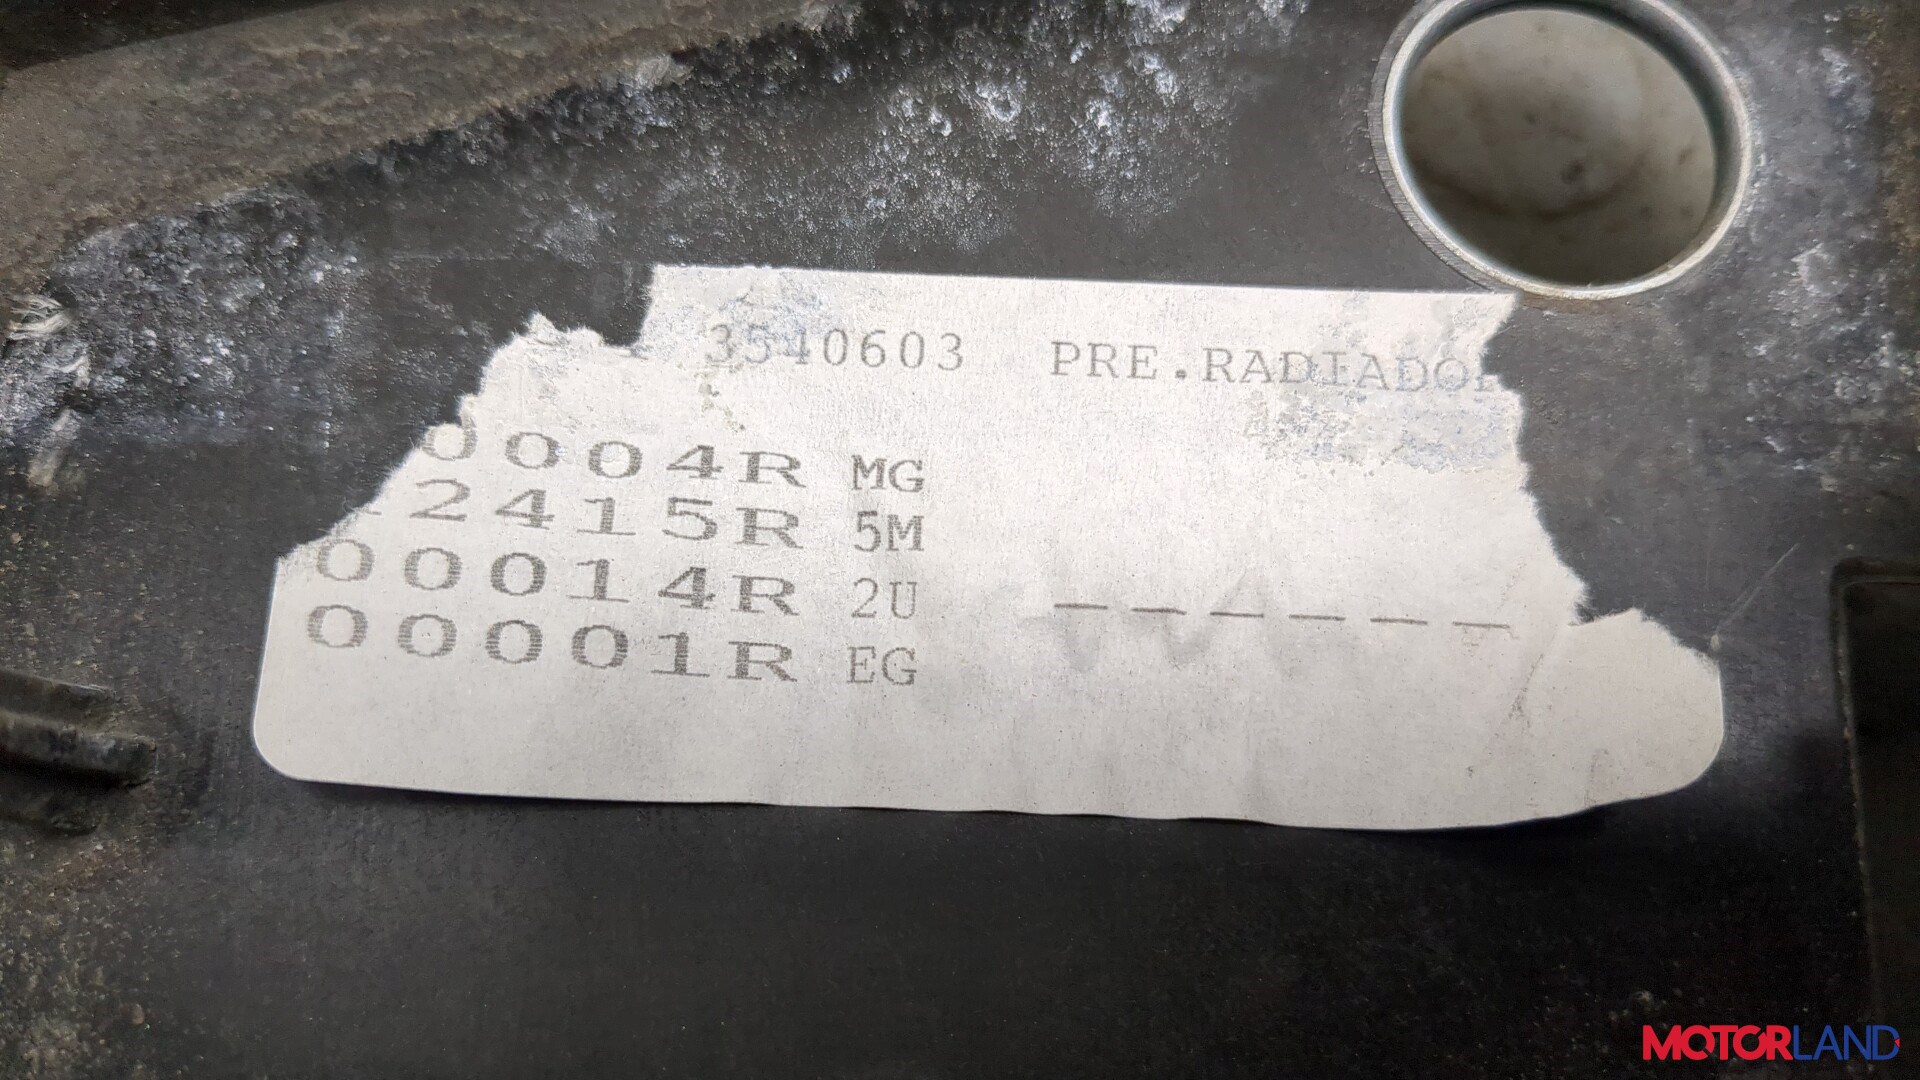 3540603 PRE.RADIADO
0004R MG
2415R 5M
00014R 2U ------
00001R EG
MOTORLAND